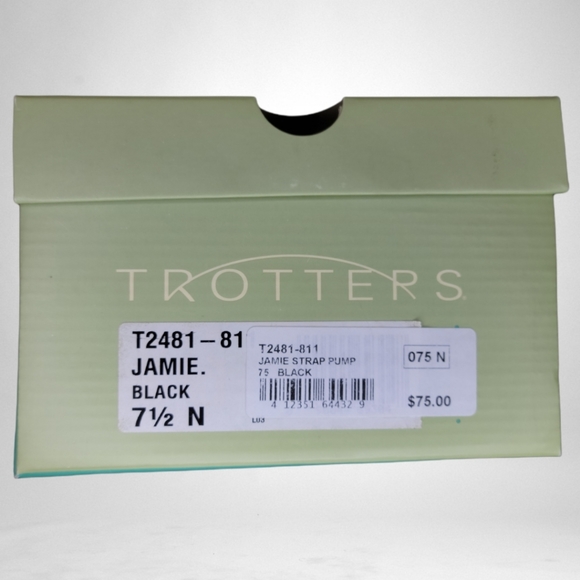 TROTTERS
T2481-81
JAMIE.
BLACK
7½ N
T2481-811
JAMIE STRAP PUMP
75 BLACK
4 12351 64432 9
075 N
$75.00